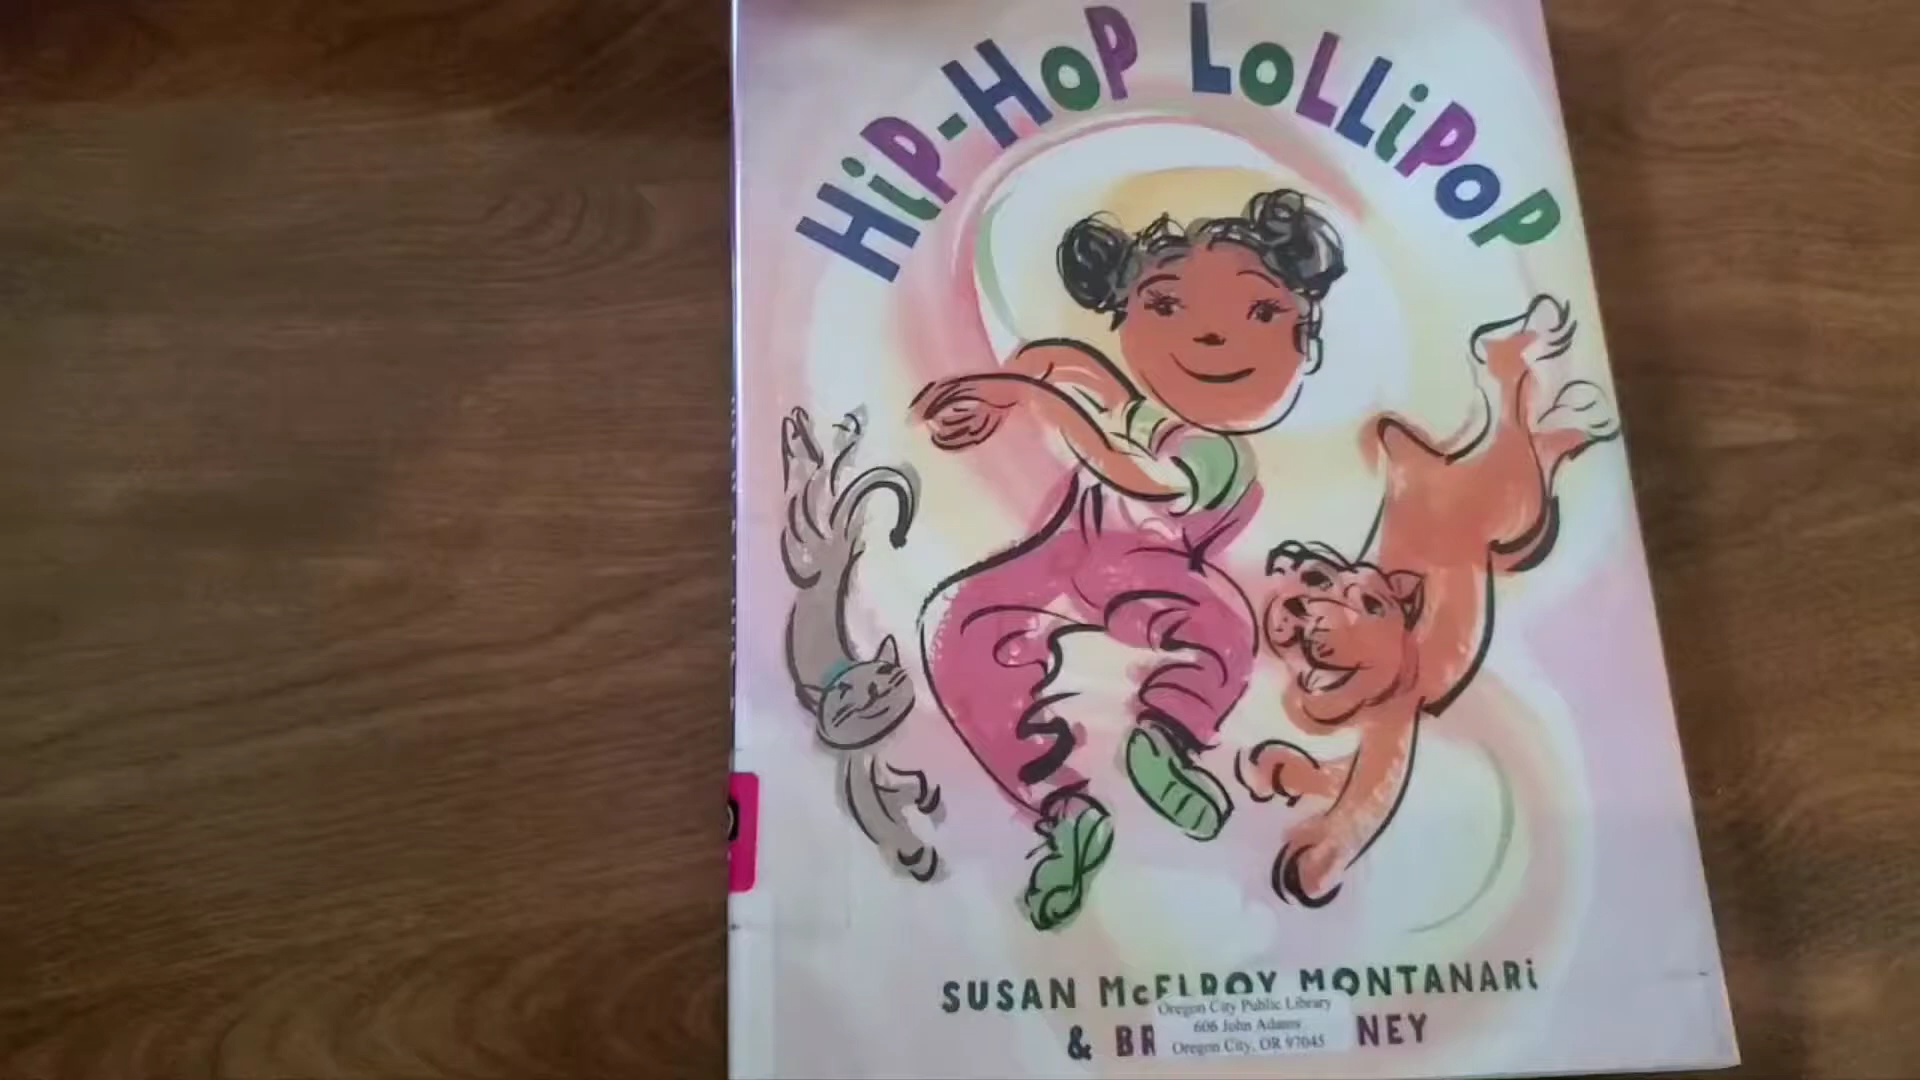 HiP-HOP LOLLiPOP
SUSAN McELROY MONTANARi
Oregon City Public Library
& BR NEY
606 John Adams
Oregon City, OR 97045